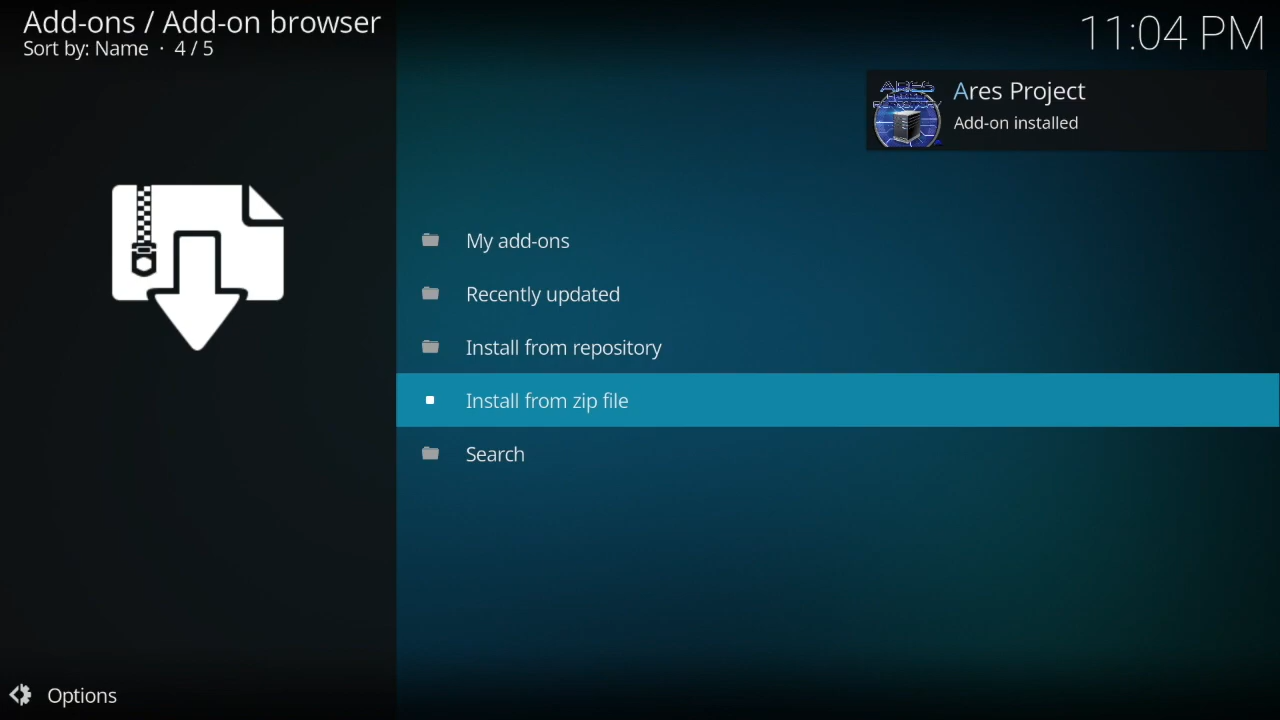 Add-ons / Add-on browser
Sort by: Name · 4 / 5
11:04 PM
ARES
Ares Project
Add-on installed
My add-ons
Recently updated
Install from repository
Install from zip file
Search
Options